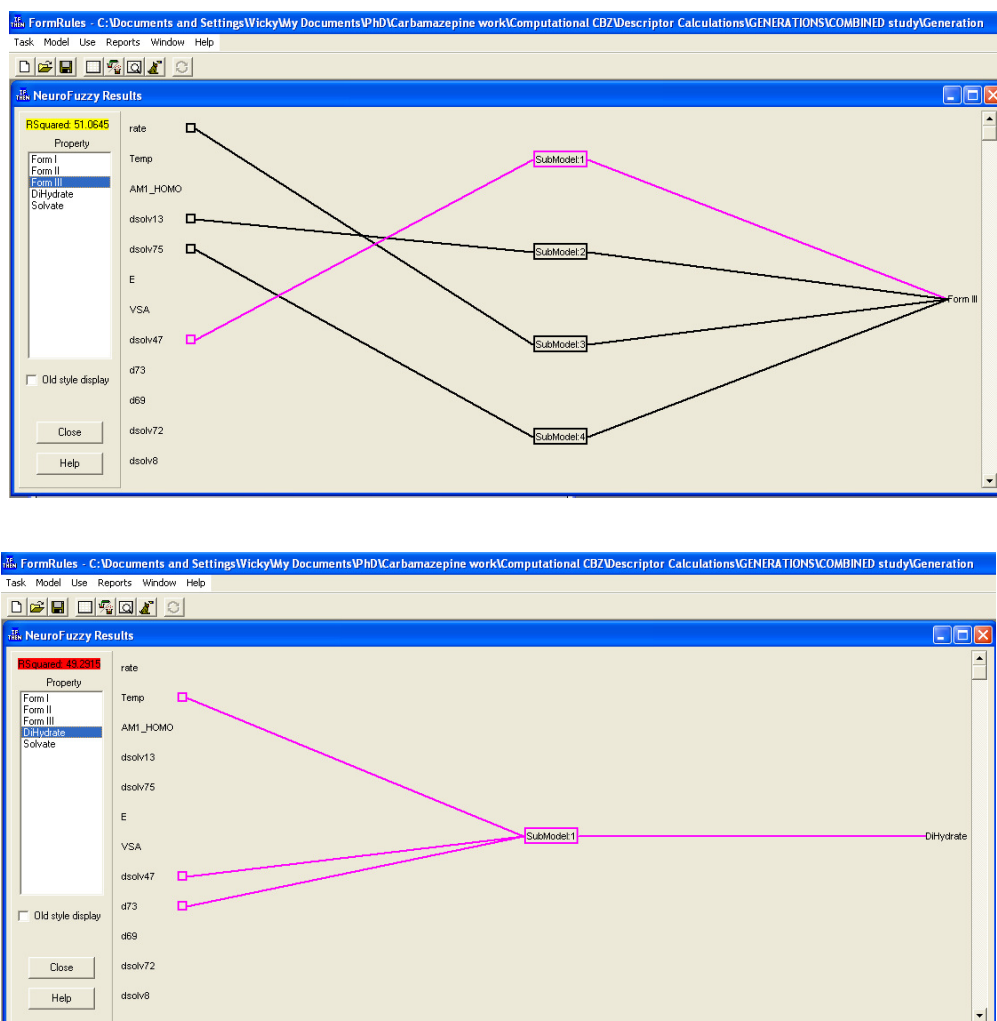 FormRules - C:\Documents and Settings\Vicky\My Documents\PhD\Carbamazepine work\Computational CBZ\Descriptor Calculations\GENERATIONS\COMBINED study\Generation
Task Model Use Reports Window Help
NeuroFuzzy Results
RSquared: 51.0645
Property
Form I
Form II
Form III
DiHydrate
Solvate
Old style display
Close
Help
rate
Temp
AM1_HOMO
dsolv13
dsolv75
E
VSA
dsolv47
d73
d69
dsolv72
dsolv8
SubModel:1
SubModel:2
SubModel:3
SubModel:4
Form III
FormRules - C:\Documents and Settings\Vicky\My Documents\PhD\Carbamazepine work\Computational CBZ\Descriptor Calculations\GENERATIONS\COMBINED study\Generation
Task Model Use Reports Window Help
NeuroFuzzy Results
RSquared: 49.2915
Property
Form I
Form II
Form III
DiHydrate
Solvate
Old style display
Close
Help
rate
Temp
AM1_HOMO
dsolv13
dsolv75
E
VSA
dsolv47
d73
d69
dsolv72
dsolv8
SubModel:1
DiHydrate